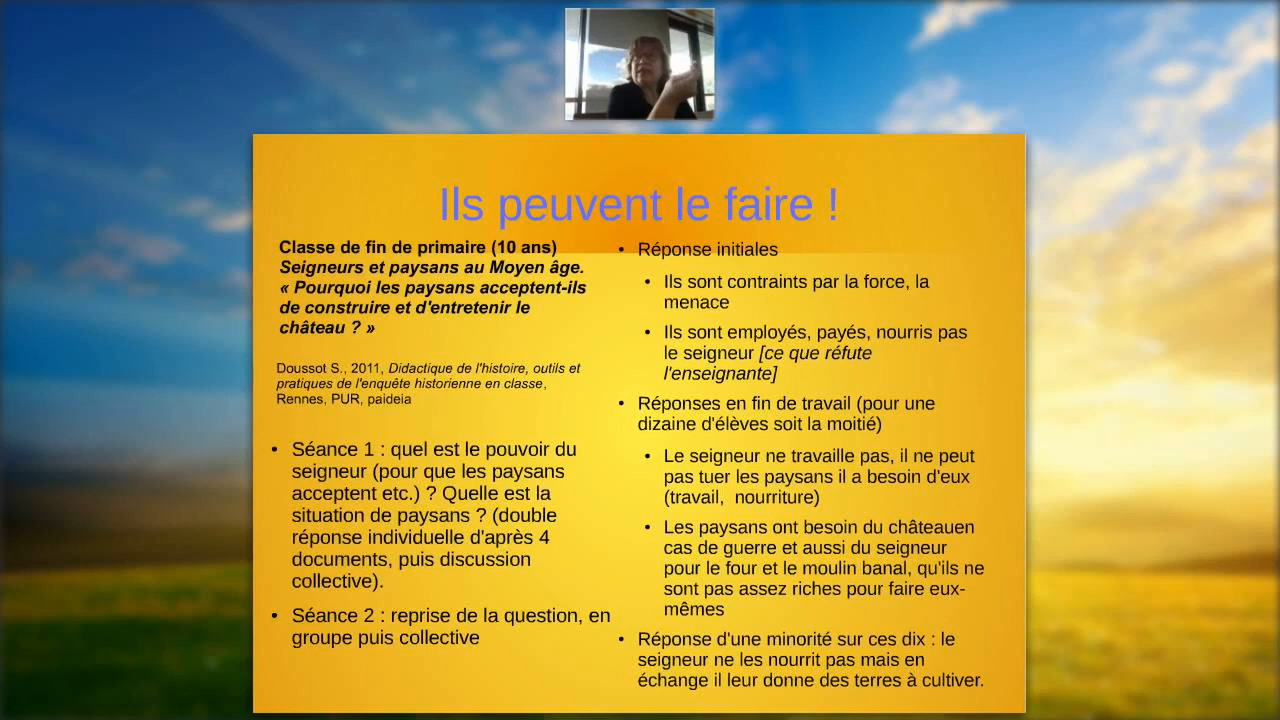 Ils peuvent le faire !
Classe de fin de primaire (10 ans)
Seigneurs et paysans au Moyen âge.
« Pourquoi les paysans acceptent-ils
de construire et d'entretenir le
château ? »
Doussot S., 2011, Didactique de l'histoire, outils et
pratiques de l'enquête historienne en classe,
Rennes, PUR, paideia
• Séance 1 : quel est le pouvoir du
seigneur (pour que les paysans
acceptent etc.) ? Quelle est la
situation de paysans ? (double
réponse individuelle d'après 4
documents, puis discussion
collective).
• Séance 2 : reprise de la question, en
groupe puis collective
• Réponse initiales
• Ils sont contraints par la force, la
menace
• Ils sont employés, payés, nourris pas
le seigneur [ce que réfute
l'enseignante]
• Réponses en fin de travail (pour une
dizaine d'élèves soit la moitié)
• Le seigneur ne travaille pas, il ne peut
pas tuer les paysans il a besoin d'eux
(travail, nourriture)
• Les paysans ont besoin du châteauen
cas de guerre et aussi du seigneur
pour le four et le moulin banal, qu'ils ne
sont pas assez riches pour faire eux-
mêmes
• Réponse d'une minorité sur ces dix : le
seigneur ne les nourrit pas mais en
échange il leur donne des terres à cultiver.